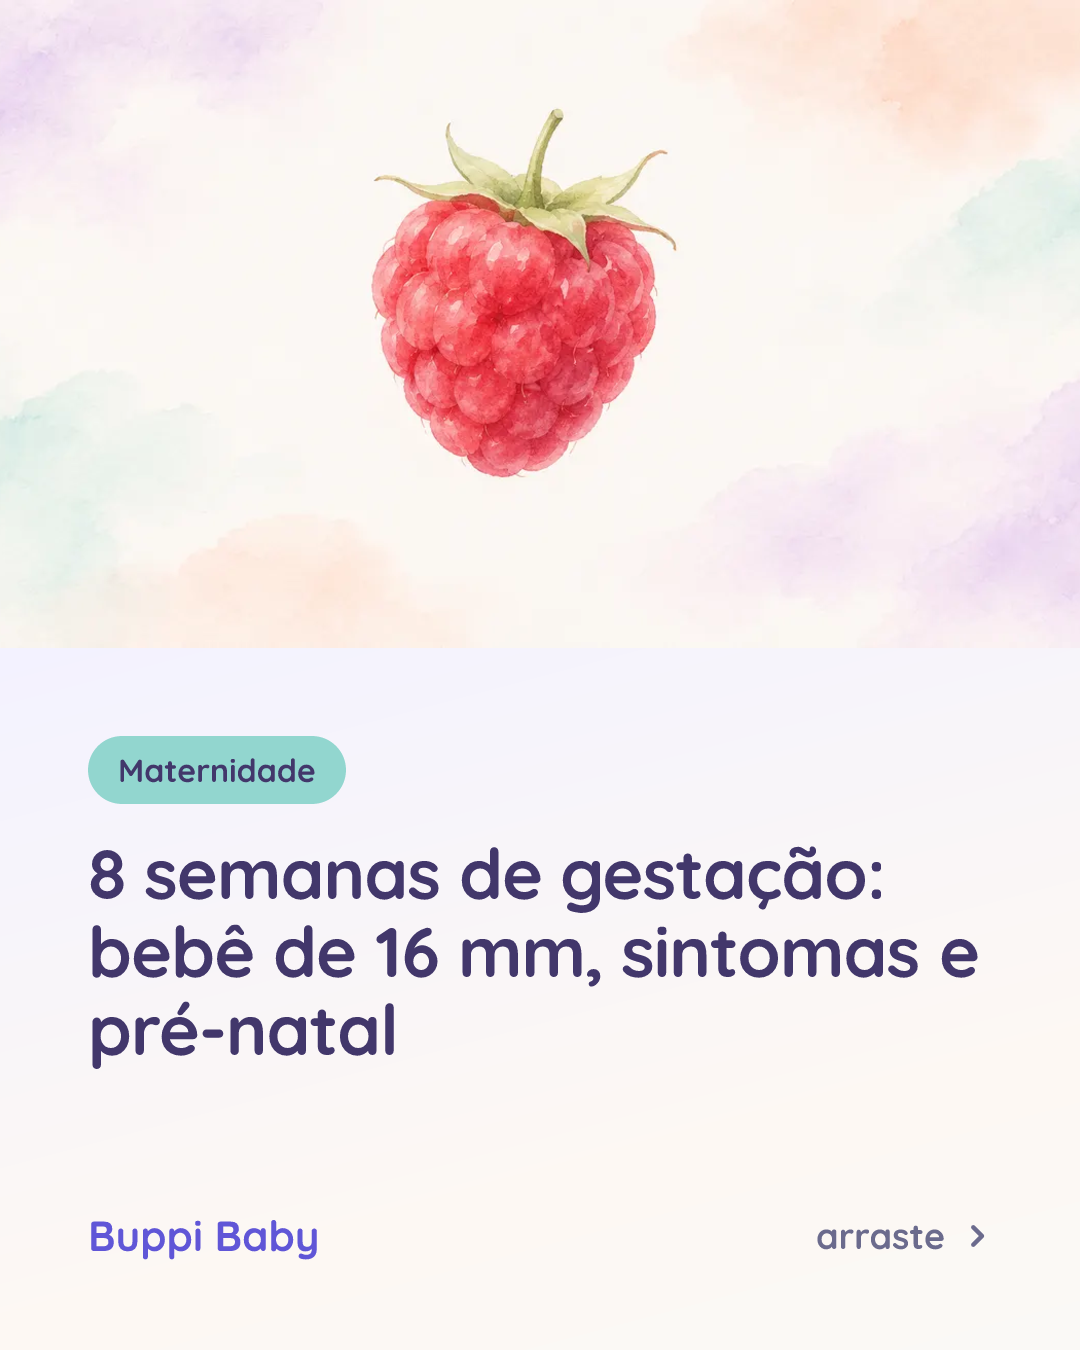 Maternidade
8 semanas de gestação:
bebê de 16 mm, sintomas e
pré-natal
Buppi Baby
arraste